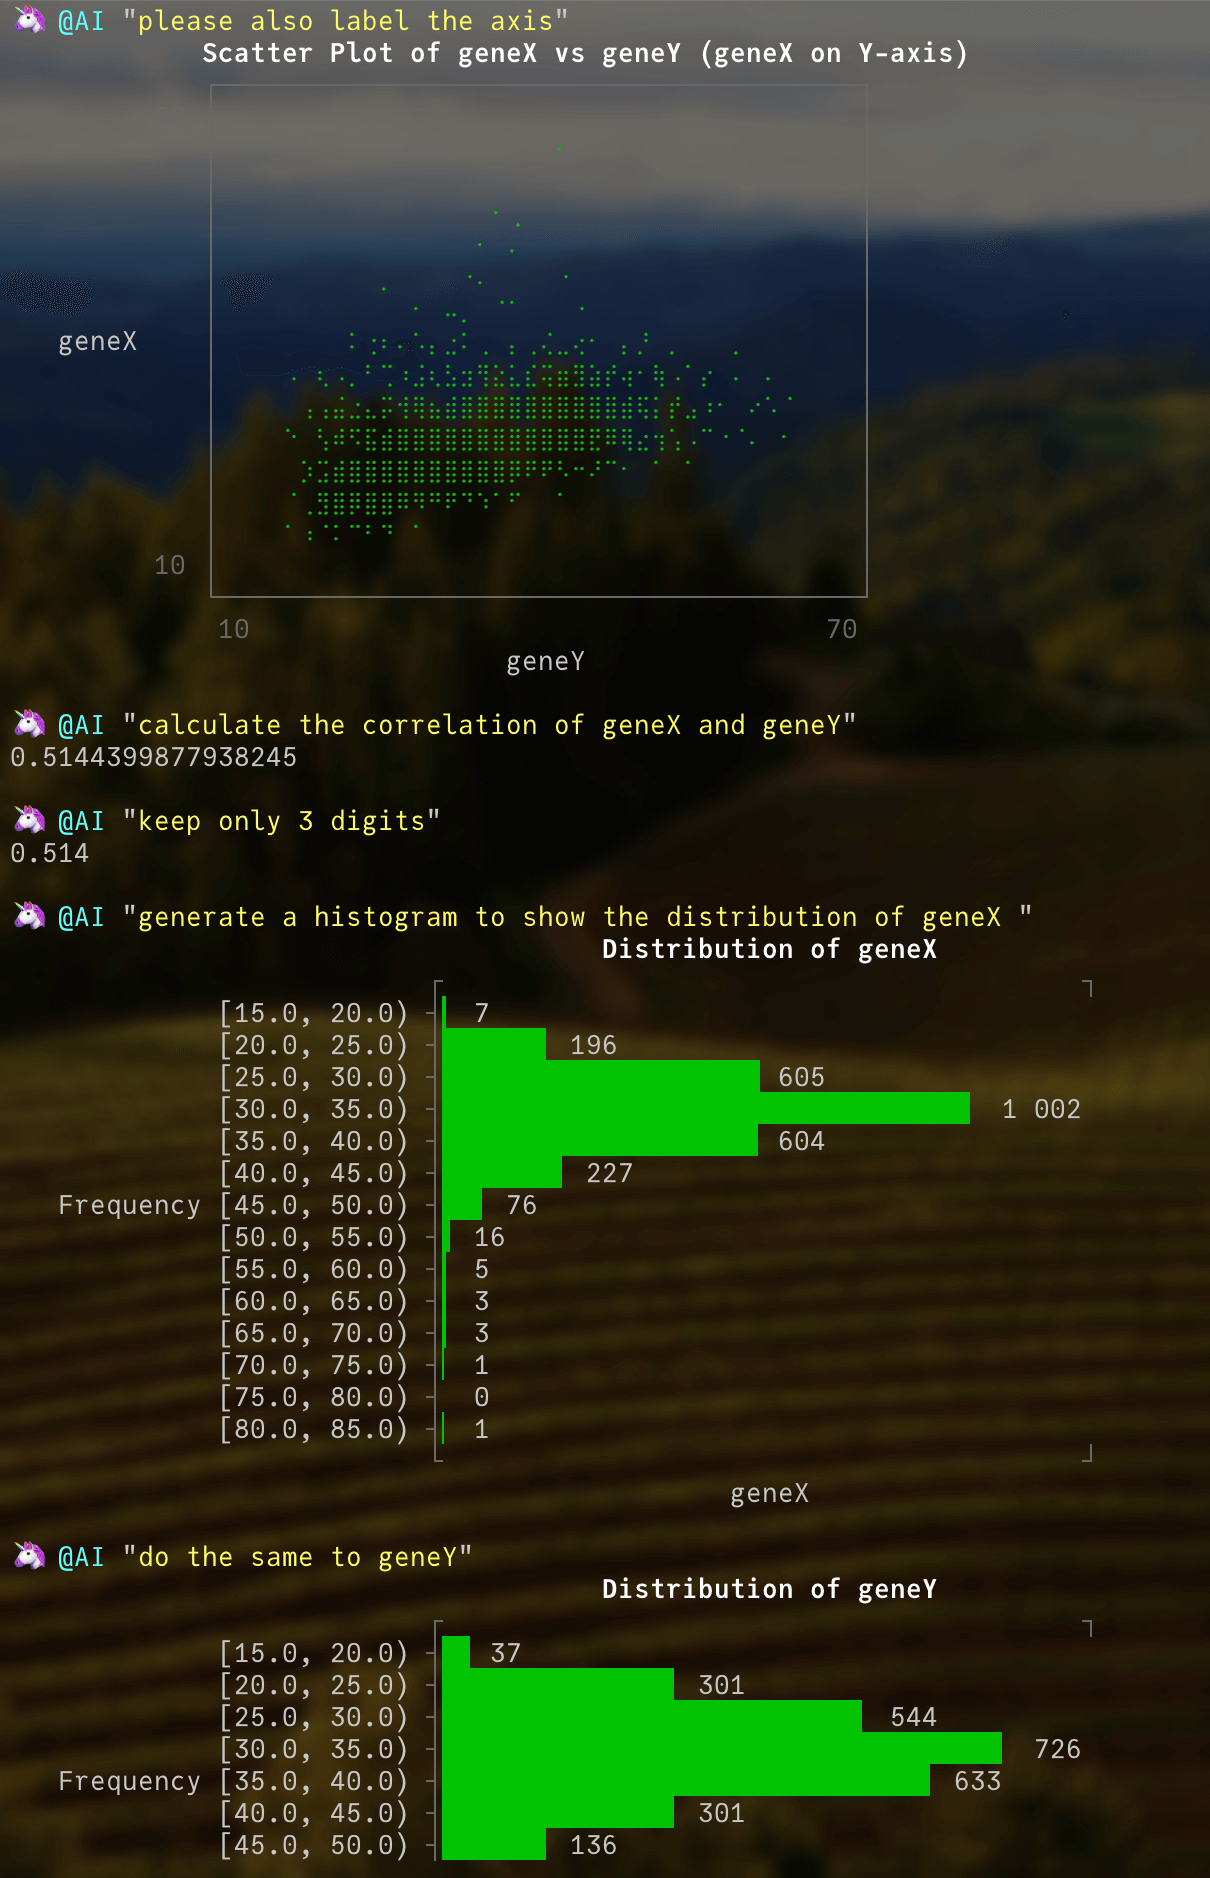 @AI "please also label the axis"
Scatter Plot of geneX vs geneY (geneX on Y-axis)
geneX
10
10 70
geneY
@AI "calculate the correlation of geneX and geneY"
0.5144399877938245
@AI "keep only 3 digits"
0.514
@AI "generate a histogram to show the distribution of geneX "
Distribution of geneX
[15.0, 20.0) 7
[20.0, 25.0) 196
[25.0, 30.0) 605
[30.0, 35.0) 1 002
[35.0, 40.0) 604
[40.0, 45.0) 227
Frequency [45.0, 50.0) 76
[50.0, 55.0) 16
[55.0, 60.0) 5
[60.0, 65.0) 3
[65.0, 70.0) 3
[70.0, 75.0) 1
[75.0, 80.0) 0
[80.0, 85.0) 1
geneX
@AI "do the same to geneY"
Distribution of geneY
[15.0, 20.0) 37
[20.0, 25.0) 301
[25.0, 30.0) 544
[30.0, 35.0) 726
Frequency [35.0, 40.0) 633
[40.0, 45.0) 301
[45.0, 50.0) 136